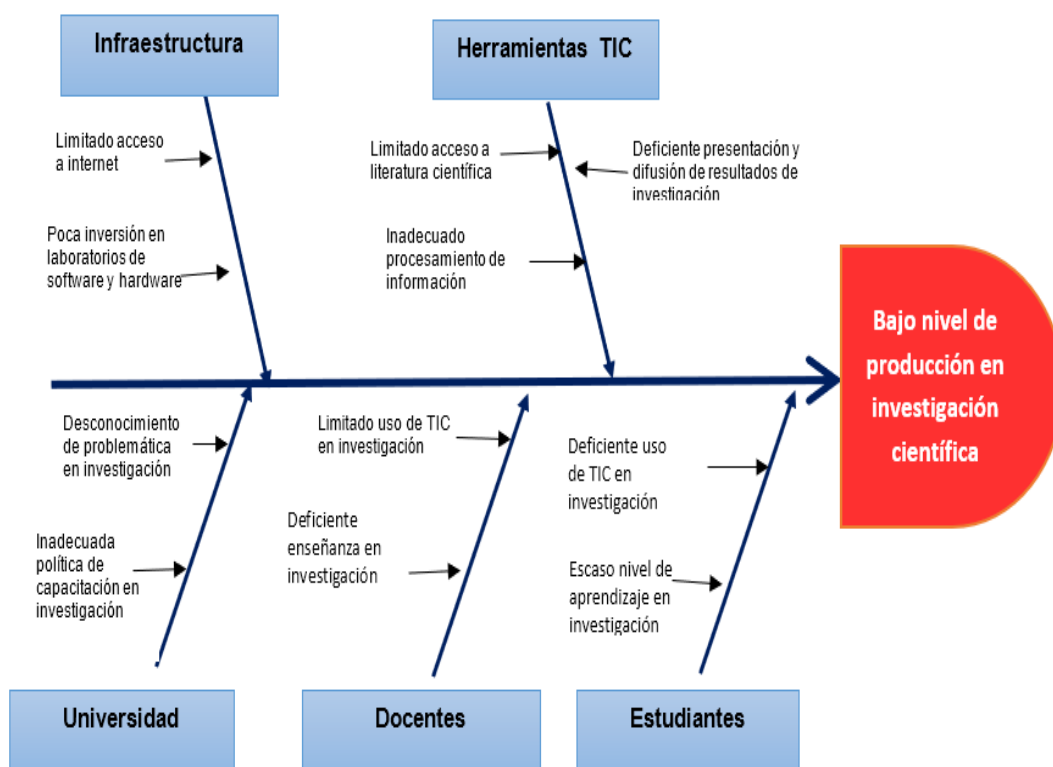 Infraestructura
Herramientas TIC
Limitado acceso
a internet
Limitado acceso a
literatura científica
Deficiente presentación y
difusión de resultados de
investigación
Poca inversión en
laboratorios de
software y hardware
Inadecuado
procesamiento de
información
Bajo nivel de
producción en
investigación
científica
Desconocimiento
de problemática
en investigación
Limitado uso de TIC
en investigación
Deficiente uso
de TIC en
investigación
Inadecuada
política de
capacitación en
investigación
Deficiente
enseñanza en
investigación
Escaso nivel de
aprendizaje en
investigación
Universidad
Docentes
Estudiantes